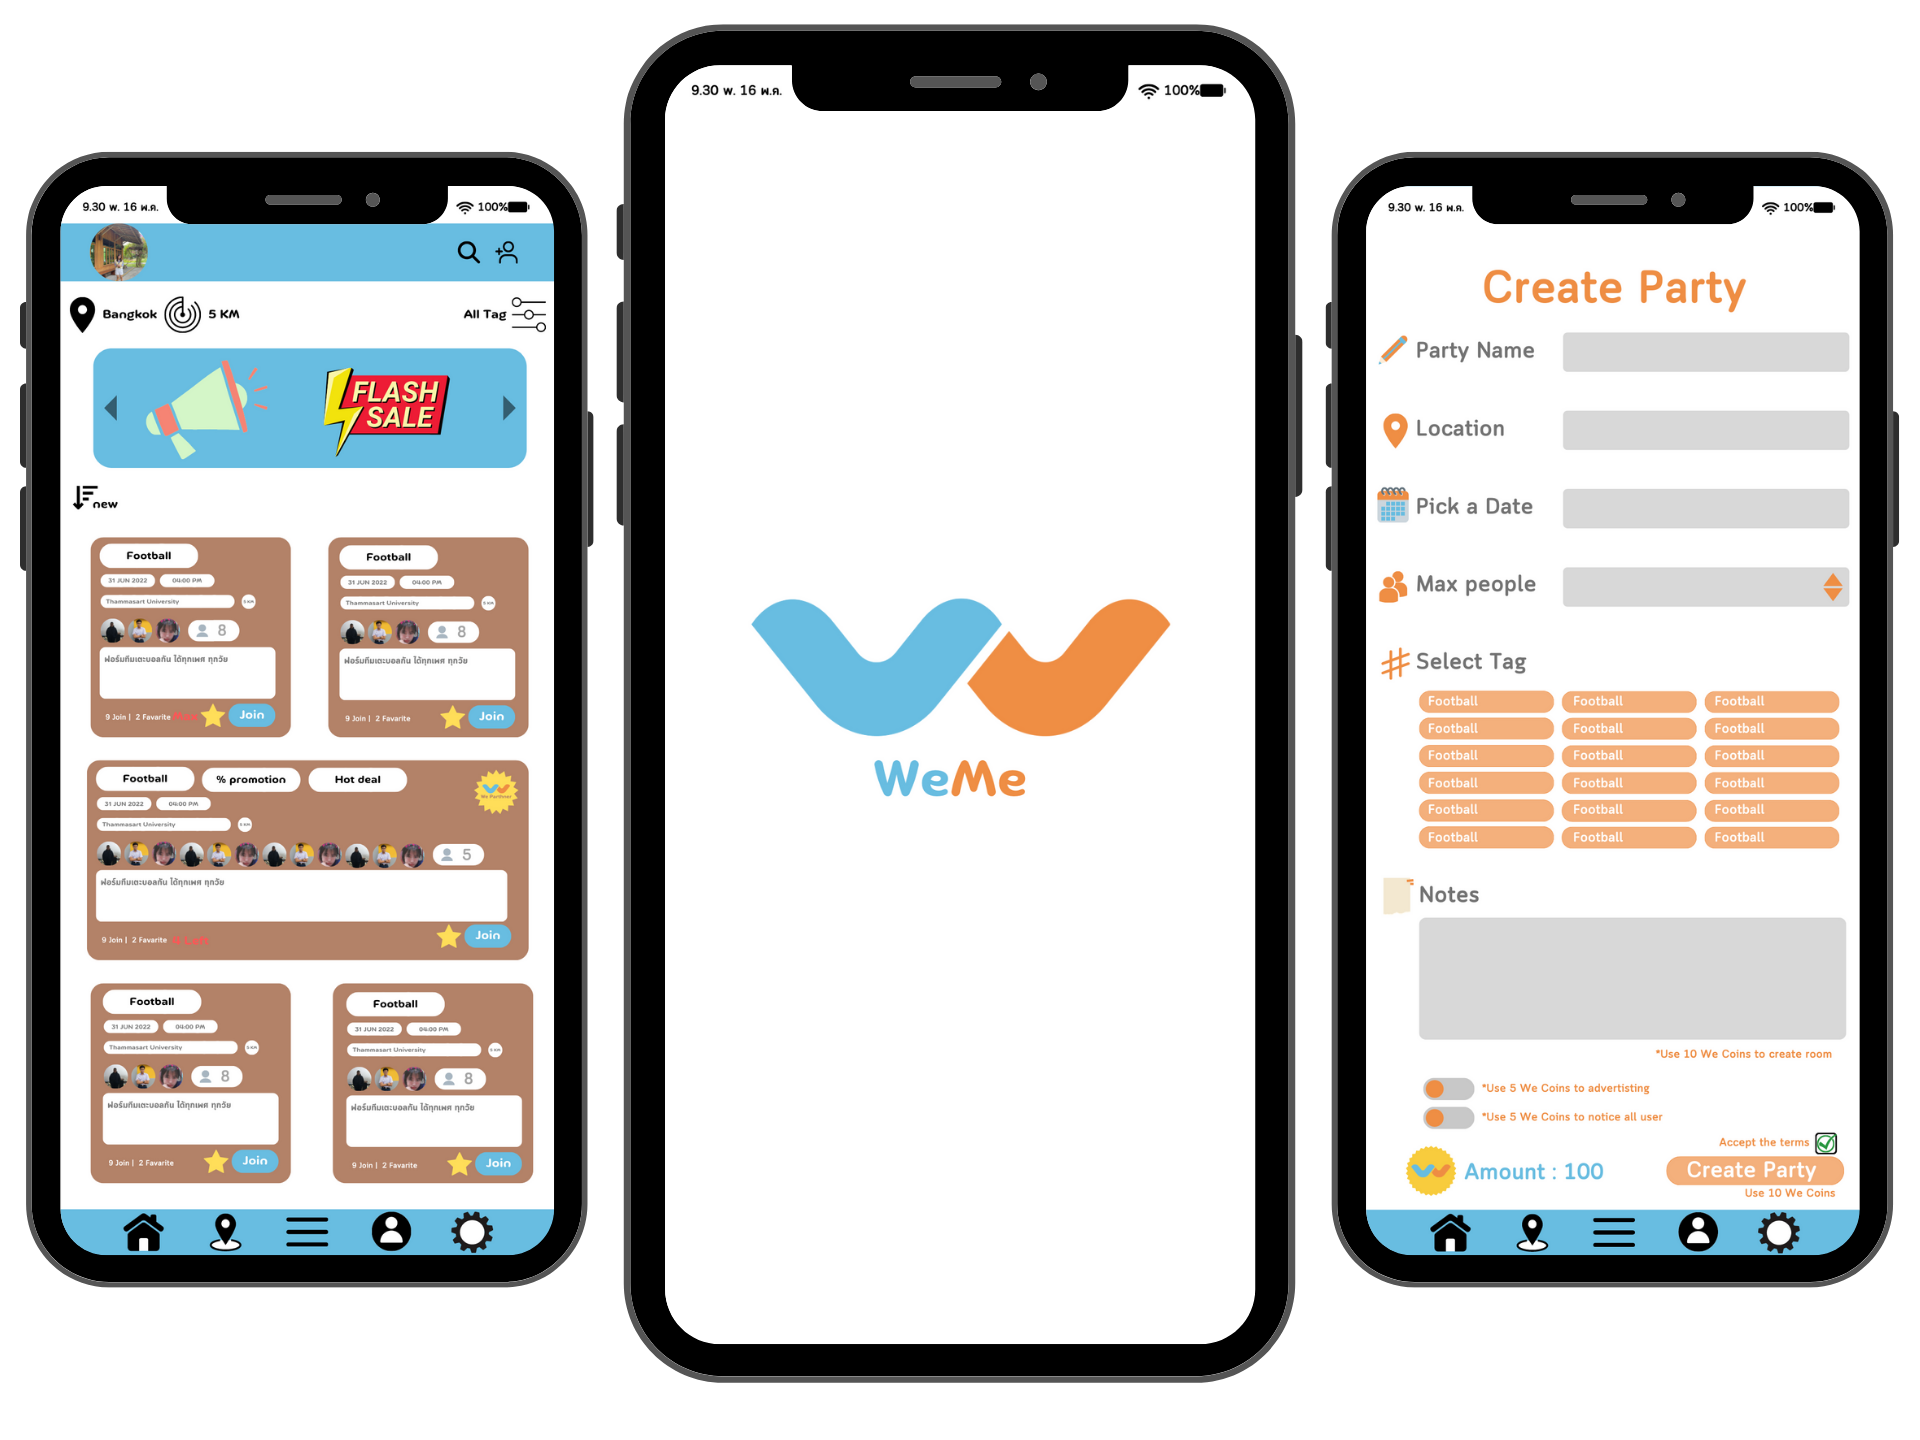 9.30 พ. 16 พ.ค.
100%
Bangkok
5 KM
All Tag
FLASH
SALE
new
Football
31 JUN 2022
04:00 PM
Thammasart University
5 KM
8
ฟอร์มทีมเตะบอลกัน ได้ทุกเพศ ทุกวัย
9 Join | 2 Favarite
Max
Join
Football
31 JUN 2022
04:00 PM
Thammasart University
5 KM
8
ฟอร์มทีมเตะบอลกัน ได้ทุกเพศ ทุกวัย
9 Join | 2 Favarite
Join
Football
% promotion
Hot deal
31 JUN 2022
04:00 PM
Thammasart University
5 KM
5
ฟอร์มทีมเตะบอลกัน ได้ทุกเพศ ทุกวัย
9 Join | 2 Favarite
Join
Football
31 JUN 2022
04:00 PM
Thammasart University
5 KM
8
ฟอร์มทีมเตะบอลกัน ได้ทุกเพศ ทุกวัย
9 Join | 2 Favarite
Join
Football
31 JUN 2022
04:00 PM
Thammasart University
5 KM
8
ฟอร์มทีมเตะบอลกัน ได้ทุกเพศ ทุกวัย
9 Join | 2 Favarite
Join
9.30 พ. 16 พ.ค.
100%
WeMe
9.30 พ. 16 พ.ค.
100%
Create Party
Party Name
Location
Pick a Date
Max people
Select Tag
Football Football Football
Football Football Football
Football Football Football
Football Football Football
Football Football Football
Football Football Football
Notes
*Use 10 We Coins to create room
*Use 5 We Coins to advertisting
*Use 5 We Coins to notice all user
Accept the terms
Amount : 100
Create Party
Use 10 We Coins